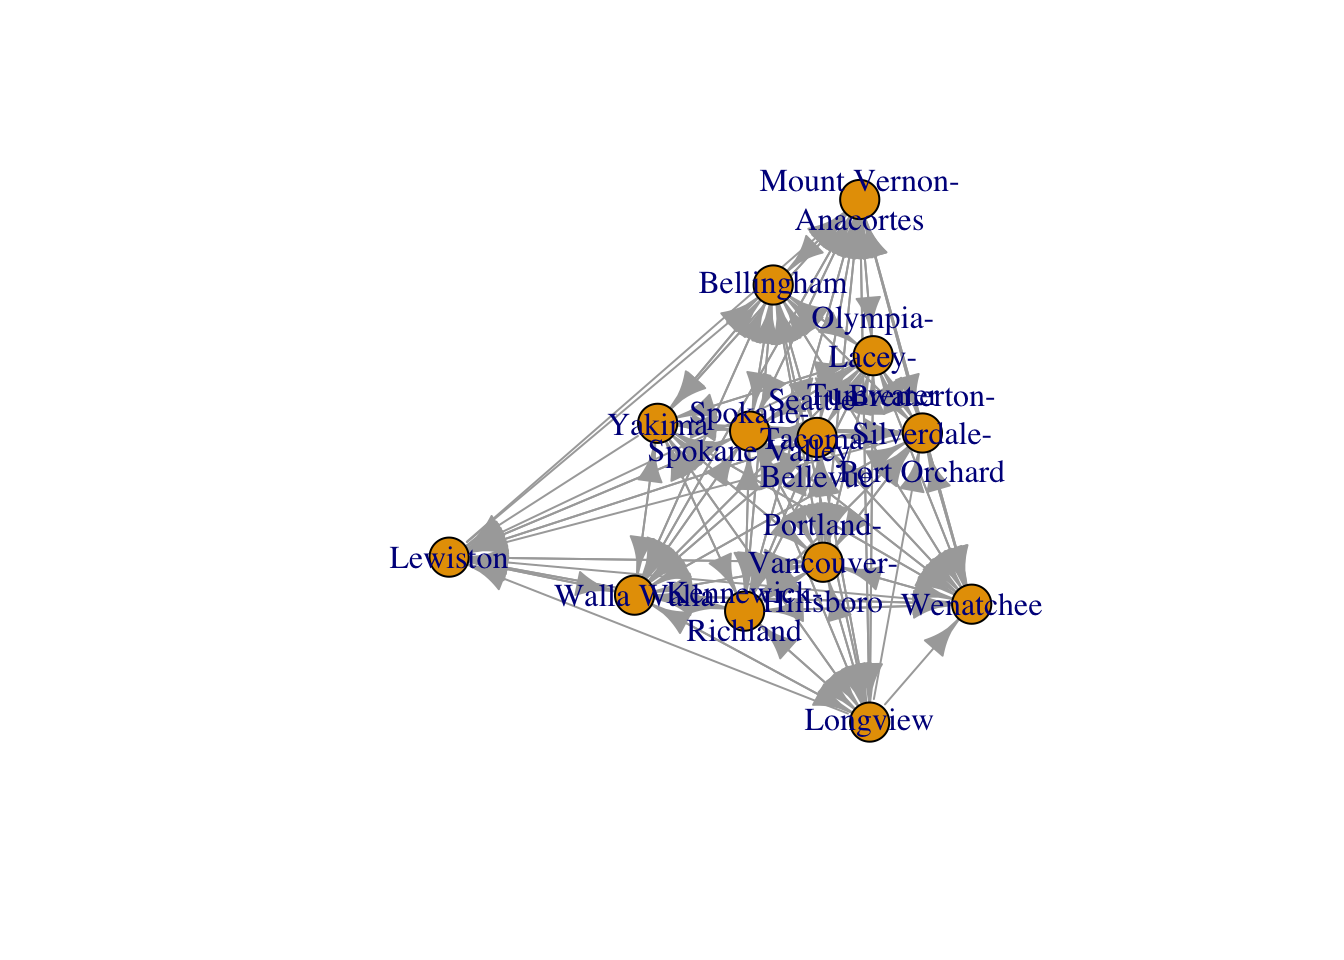 Mount Vernon-
Anacortes
Bellingham
Olympia-
Lacey-
Tumwater
Seattle-
Tacoma-
Bellevue
Bremerton-
Silverdale-
Port Orchard
Yakima
Spokane-
Spokane Valley
Portland-
Vancouver-
Hillsboro
Lewiston
Walla Walla
Kennewick-
Richland
Wenatchee
Longview